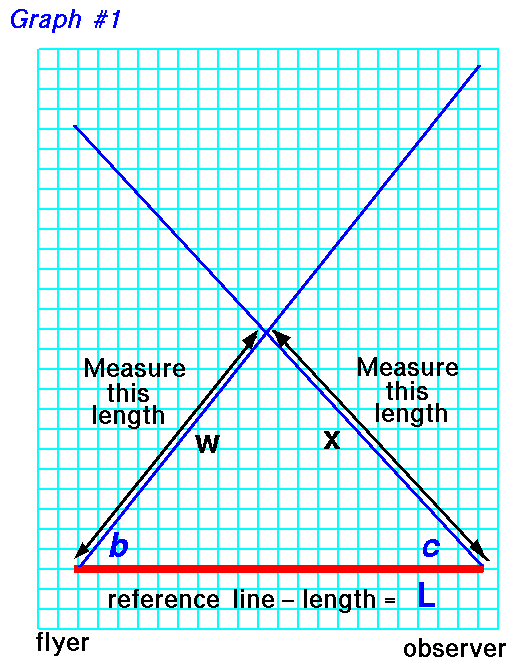 Graph #1
Measure
this
length
Measure
this
length
w
x
b
c
reference line – length = L
flyer
observer